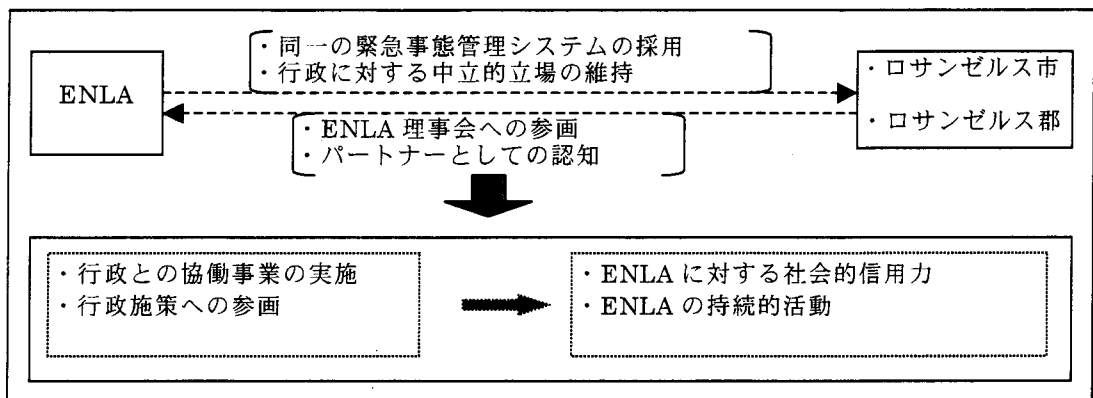 ・同一の緊急事態管理システムの採用
・行政に対する中立的立場の維持
ENLA
・ロサンゼルス市
・ロサンゼルス郡
・ENLA 理事会への参画
・パートナーとしての認知
・行政との協働事業の実施
・行政施策への参画
・ENLA に対する社会的信用力
・ENLA の持続的活動